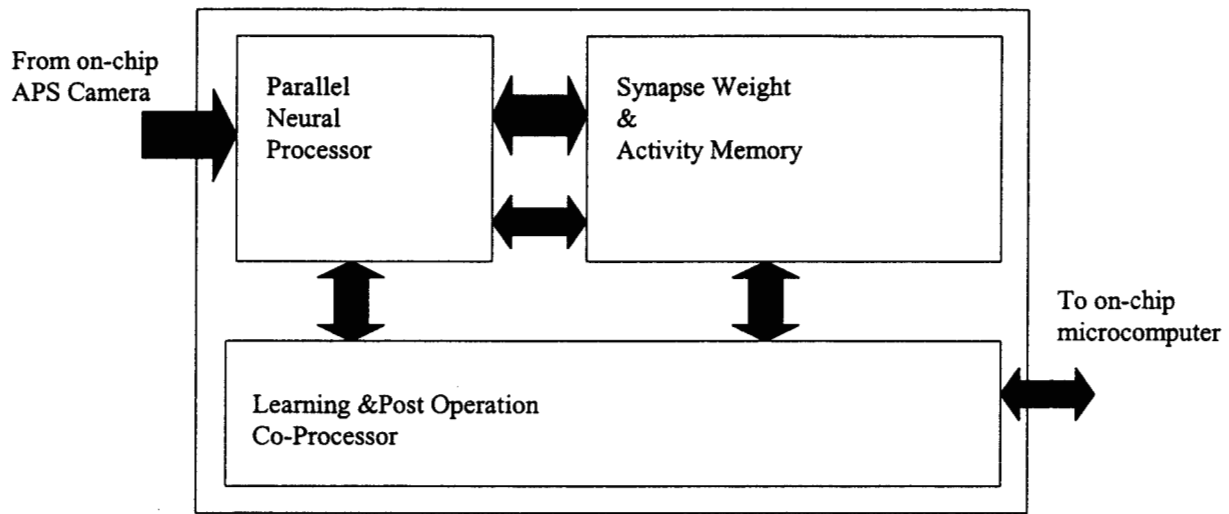 From on-chip
APS Camera
Parallel
Neural
Processor
Synapse Weight
&
Activity Memory
To on-chip
microcomputer
Learning &Post Operation
Co-Processor